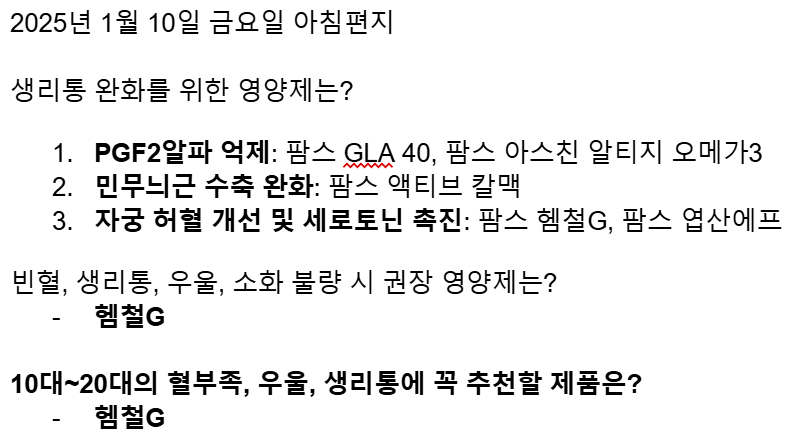 2025년 1월 10일 금요일 아침편지
생리통 완화를 위한 영양제는?
1. PGF2알파 억제: 팜스 GLA 40, 팜스 아스친 알티지 오메가3
2. 민무늬근 수축 완화: 팜스 액티브 칼맥
3. 자궁 허혈 개선 및 세로토닌 촉진: 팜스 헴철G, 팜스 엽산에프
빈혈, 생리통, 우울, 소화 불량 시 권장 영양제는?
- 헴철G
10대~20대의 혈부족, 우울, 생리통에 꼭 추천할 제품은?
- 헴철G